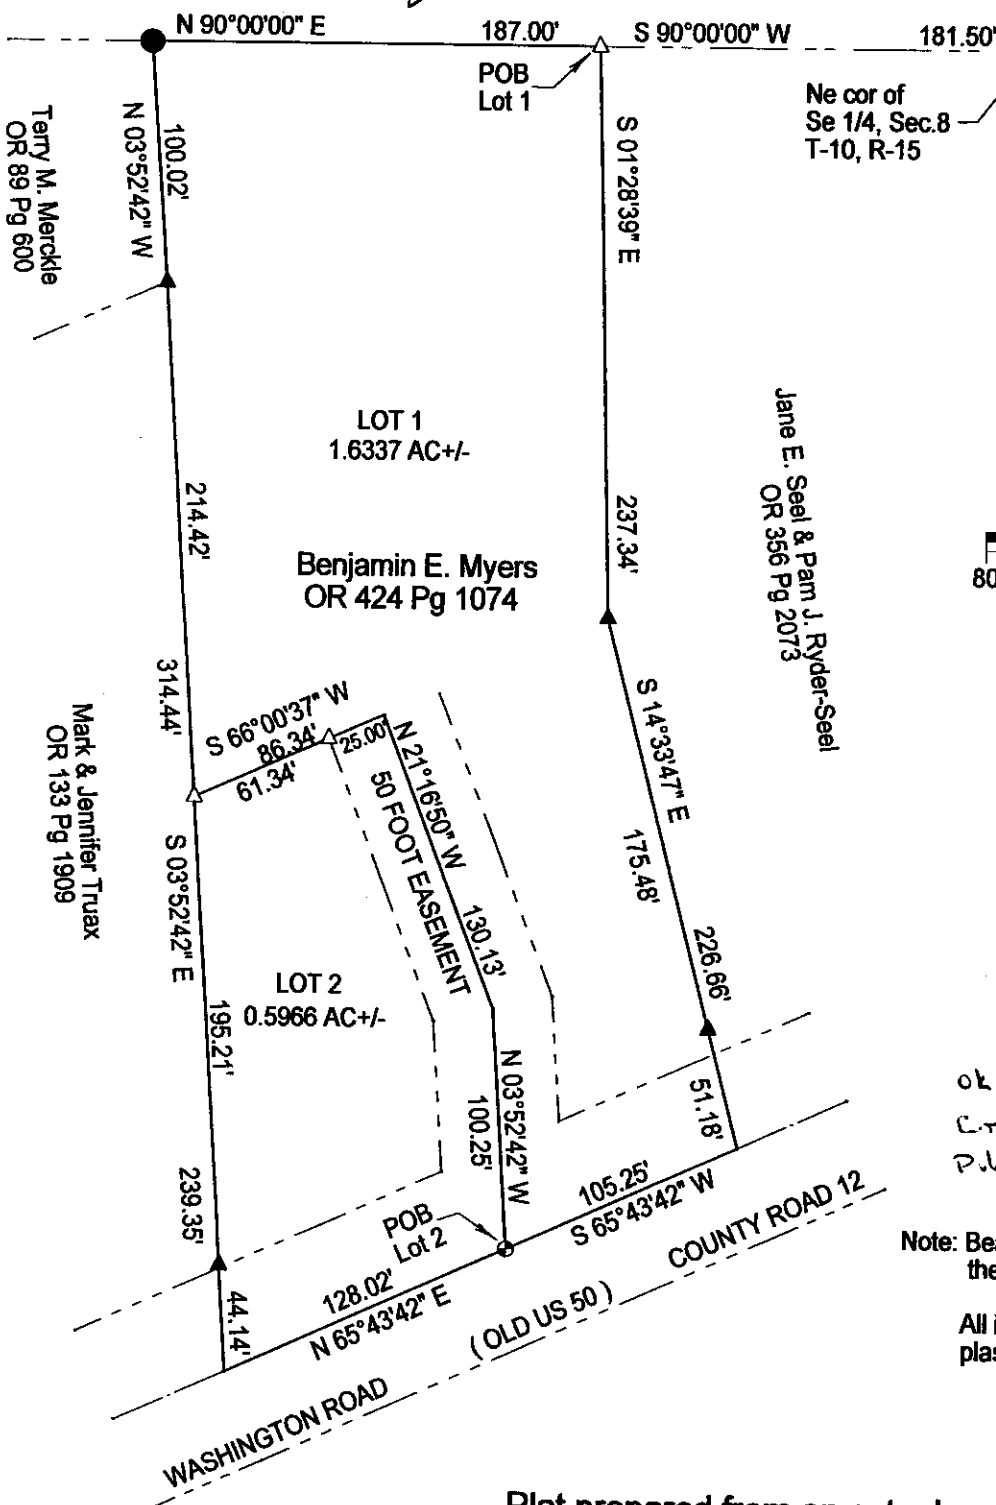 N 90°00'00" E
187.00'
S 90°00'00" W
181.50'
POB
Lot 1
Ne cor of
Se 1/4, Sec.8
T-10, R-15
Terry M. Merckle
OR 89 Pg 600
N 03°52'42" W
100.02'
S 01°28'39" E
LOT 1
1.6337 AC+/-
Jane E. Seel & Pam J. Ryder-Seel
OR 356 Pg 2073
214.42'
237.34'
Benjamin E. Myers
OR 424 Pg 1074
80
314.44'
S 66°00'37" W
86.34'
61.34'
25.00'
N 21°16'50" W
130.13'
50 FOOT EASEMENT
S 14°33'47" E
175.48'
226.66'
Mark & Jennifer Truax
OR 133 Pg 1909
S 03°52'42" E
195.21'
LOT 2
0.5966 AC+/-
N 03°52'42" W
100.25'
51.18'
ok
239.35'
44.14'
POB
Lot 2
105.25'
S 65°43'42" W
128.02'
N 65°43'42" E
COUNTY ROAD 12
( OLD US 50 )
WASHINGTON ROAD
Note: Bea
the
All i
plas